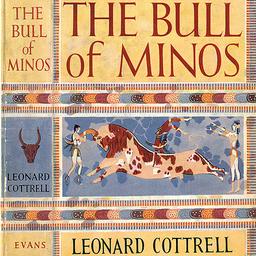 THE
BULL
of
MINOS
LEONARD
COTTRELL
EVANS
THE BULL
of MINOS
LEONARD COTTRELL